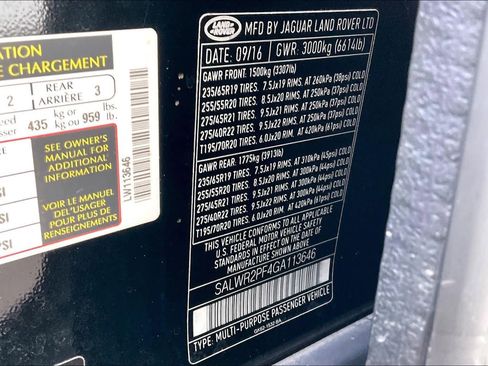 TION
E CHARGEMENT
2 REAR ARRIÈRE 3
eed
sser 435 kg or kg ou 959 lbs. lb.
SEE OWNER'S
MANUAL FOR
ADDITIONAL
INFORMATION
VOIR LE MANUEL
DU PROPRIÉTAIRE
POUR PLUS DE
RENSEIGNEMENTS
PSI
LW113646
LAND ROVER
MFD BY JAGUAR LAND ROVER LTD
DATE: 09/16 GWR: 3000kg (6614lb)
GAWR FRONT: 1500kg (3307lb)
235/65R19 TIRES. 7.5Jx19 RIMS. AT 260kPa (38psi) COLD
255/55R20 TIRES. 8.5Jx20 RIMS. AT 250kPa (37psi) COLD
275/45R21 TIRES. 9.5Jx21 RIMS. AT 250kPa (37psi) COLD
275/40R22 TIRES. 9.5Jx22 RIMS. AT 250kPa (37psi) COLD
T195/70R20 TIRES. 6.0Jx20 RIM. AT 420kPa (61psi) COLD
GAWR REAR: 1775kg (3913lb)
235/65R19 TIRES. 7.5Jx19 RIMS. AT 310kPa (45psi) COLD
255/55R20 TIRES. 8.5Jx20 RIMS. AT 300kPa (44psi) COLD
275/45R21 TIRES. 9.5Jx21 RIMS. AT 300kPa (44psi) COLD
275/40R22 TIRES. 9.5Jx22 RIMS. AT 300kPa (44psi) COLD
T195/70R20 TIRES. 6.0Jx20 RIM. AT 420kPa (61psi) COLD
THIS VEHICLE CONFORMS TO ALL APPLICABLE
U.S. FEDERAL MOTOR VEHICLE SAFETY
STANDARDS IN EFFECT ON THE DATE OF
MANUFACTURE SHOWN ABOVE.
SALWR2PF4GA113646
TYPE: MULTI-PURPOSE PASSENGER VEHICLE